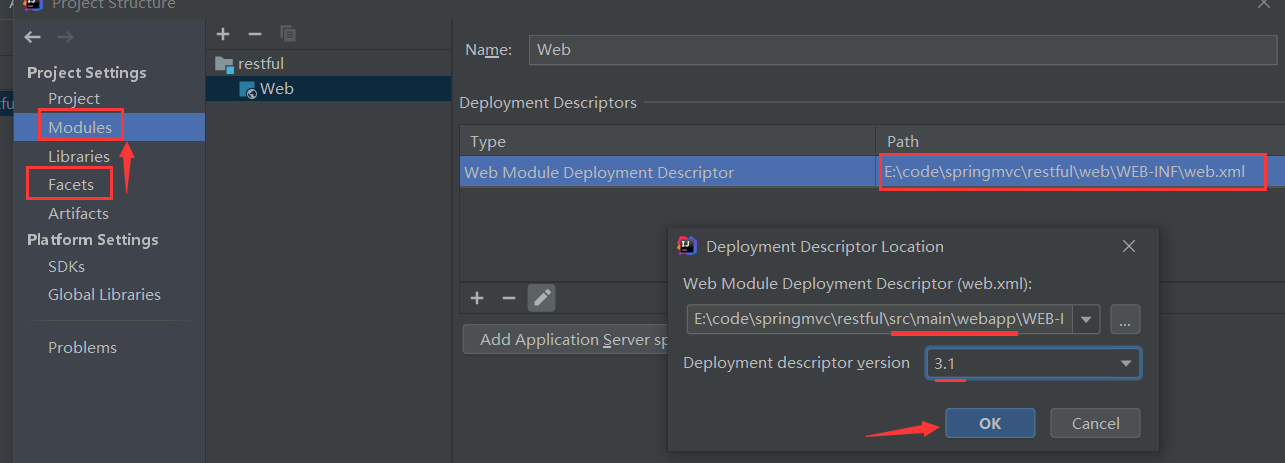 Project Structure
Project Settings
Project
Modules
Libraries
Facets
Artifacts
Platform Settings
SDKs
Global Libraries
Problems
restful
Web
Name:
Web
Deployment Descriptors
Type
Path
Web Module Deployment Descriptor
E:\code\springmvc\restful\web\WEB-INF\web.xml
Add Application Server sp
Deployment Descriptor Location
Web Module Deployment Descriptor (web.xml):
E:\code\springmvc\restful\src\main\webapp\WEB-I
...
Deployment descriptor version
3.1
OK
Cancel